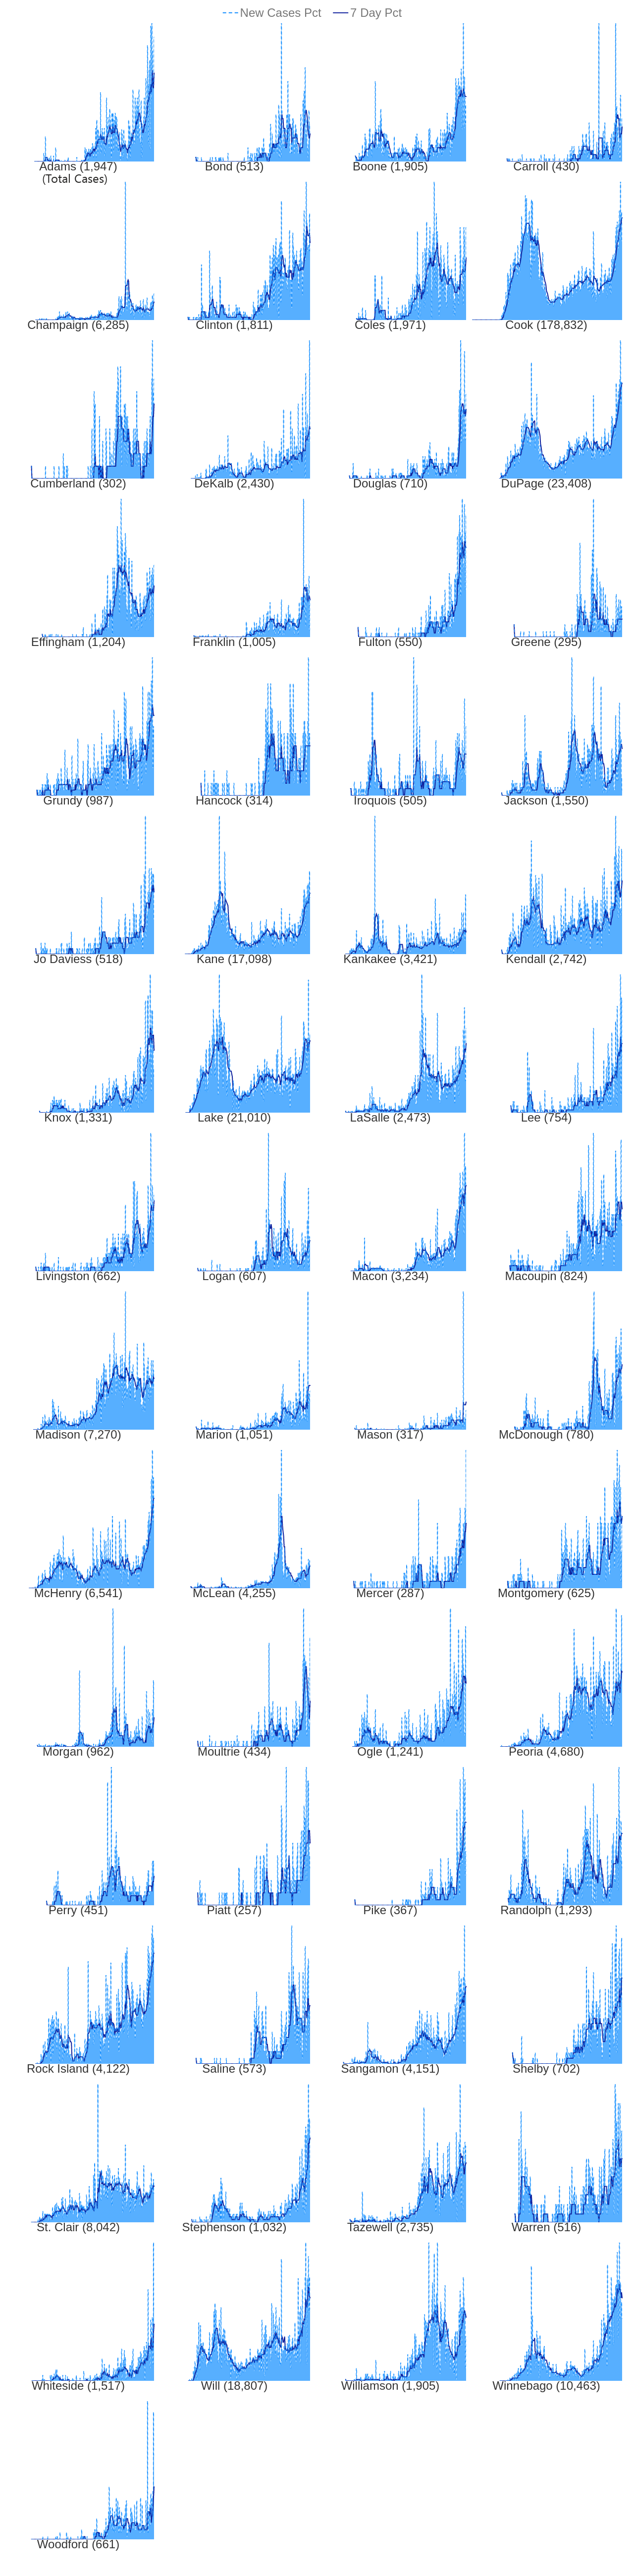 New Cases Pct 7 Day Pct
Adams (1,947) Bond (513) Boone (1,905) Carroll (430)
(Total Cases)
Champaign (6,285) Clinton (1,811) Coles (1,971) Cook (178,832)
Cumberland (302) DeKalb (2,430) Douglas (710) DuPage (23,408)
Effingham (1,204) Franklin (1,005) Fulton (550) Greene (295)
Grundy (987) Hancock (314) Iroquois (505) Jackson (1,550)
Jo Daviess (518) Kane (17,098) Kankakee (3,421) Kendall (2,742)
Knox (1,331) Lake (21,010) LaSalle (2,473) Lee (754)
Livingston (662) Logan (607) Macon (3,234) Macoupin (824)
Madison (7,270) Marion (1,051) Mason (317) McDonough (780)
McHenry (6,541) McLean (4,255) Mercer (287) Montgomery (625)
Morgan (962) Moultrie (434) Ogle (1,241) Peoria (4,680)
Perry (451) Piatt (257) Pike (367) Randolph (1,293)
Rock Island (4,122) Saline (573) Sangamon (4,151) Shelby (702)
St. Clair (8,042) Stephenson (1,032) Tazewell (2,735) Warren (516)
Whiteside (1,517) Will (18,807) Williamson (1,905) Winnebago (10,463)
Woodford (661)